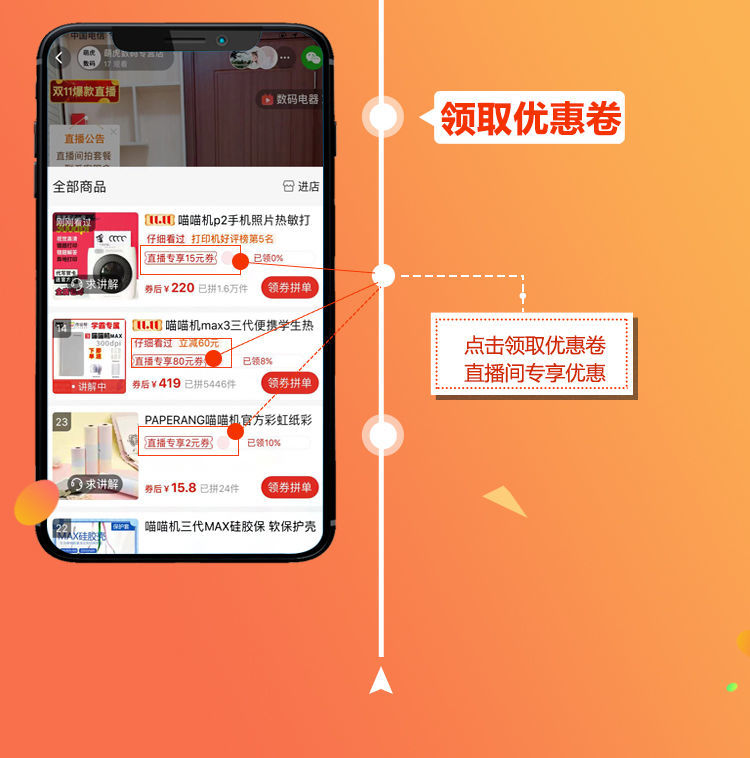 中国电信
萌虎数码专营店
萌虎
数码
17 观看
双11爆款直播
数码电器
直播公告
直播间拍套餐
全部商品
进店
刚刚看过
求讲解
11.11 喵喵机p2手机照片热敏打
仔细看过 打印机好评榜第5名
直播专享15元券
已领0%
券后 ¥ 220 已拼1.6万件
领券拼单
14
学霸专属
喵喵机MAX
300dpi
讲解中
11.11 喵喵机max3三代便携学生热
仔细看过 立减60元
直播专享80元券
已领8%
券后 ¥ 419 已拼5446件
领券拼单
23
求讲解
PAPERANG喵喵机官方彩虹纸彩
直播专享2元券
已领10%
券后 ¥ 15.8 已拼24件
领券拼单
22
保护套
MAX硅胶壳
喵喵机三代MAX硅胶保 软保护壳
领取优惠卷
点击领取优惠卷
直播间专享优惠